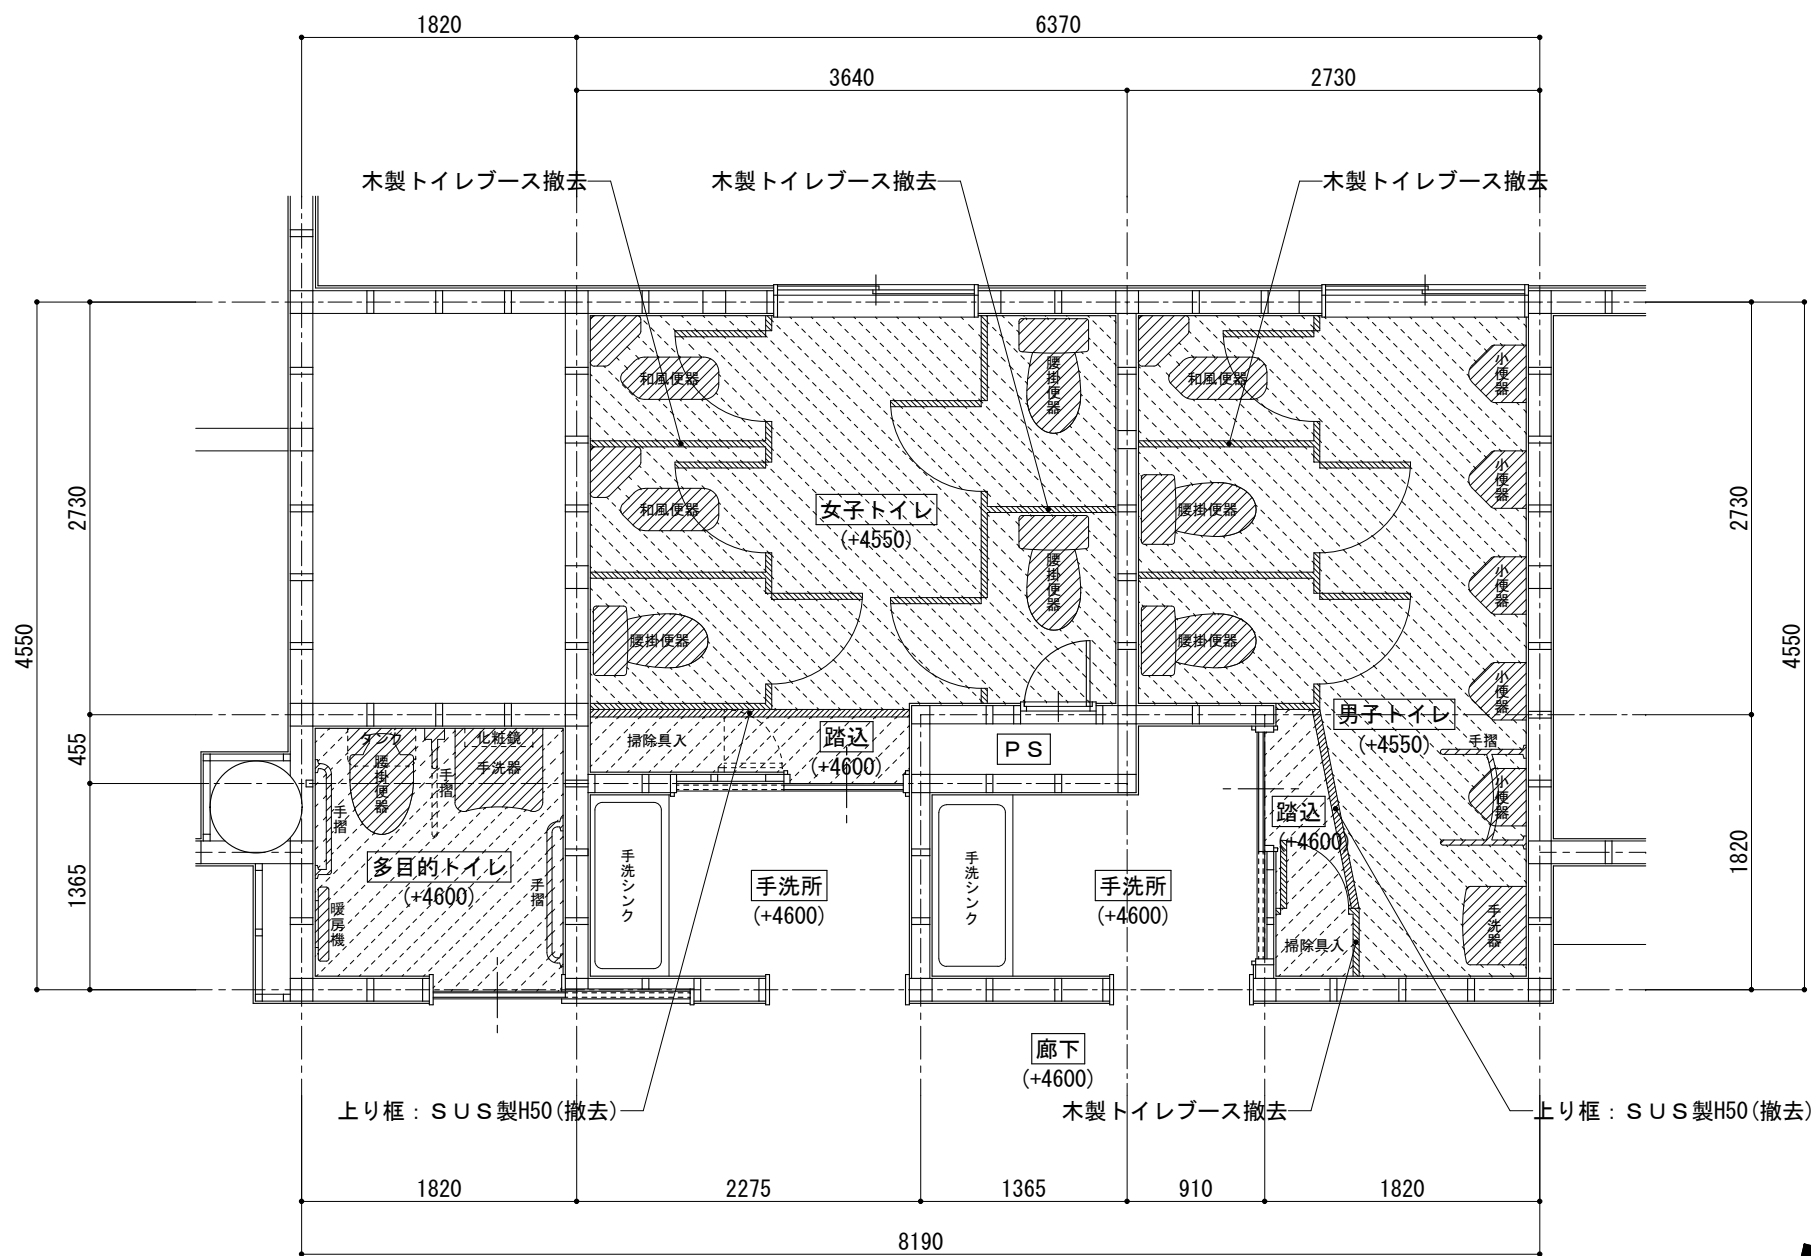 1820
6370
3640
2730
木製トイレブース撤去
木製トイレブース撤去
木製トイレブース撤去
和風便器
腰掛便器
和風便器
小便器
和風便器
女子トイレ
(+4550)
腰掛便器
腰掛便器
小便器
小便器
腰掛便器
腰掛便器
小便器
2730
455
1365
4550
2730
1820
4550
タンク
腰掛便器
手摺
化粧鏡
手洗器
手摺
手摺
多目的トイレ
(+4600)
暖房機
掃除具入
踏込
(+4600)
ＰＳ
男子トイレ
(+4550)
手摺
小便器
踏込
(+4600)
手洗シンク
手洗所
(+4600)
手洗シンク
手洗所
(+4600)
手洗器
掃除具入
廊下
(+4600)
上り框：ＳＵＳ製H50(撤去)
木製トイレブース撤去
上り框：ＳＵＳ製H50(撤去)
1820
2275
1365
910
1820
8190